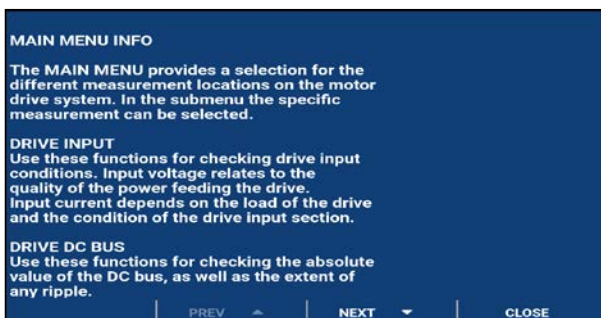 MAIN MENU INFO
The MAIN MENU provides a selection for the
different measurement locations on the motor
drive system. In the submenu the specific
measurement can be selected.
DRIVE INPUT
Use these functions for checking drive input
conditions. Input voltage relates to the
quality of the power feeding the drive.
Input current depends on the load of the drive
and the condition of the drive input section.
DRIVE DC BUS
Use these functions for checking the absolute
value of the DC bus, as well as the extent of
any ripple.
PREV NEXT CLOSE